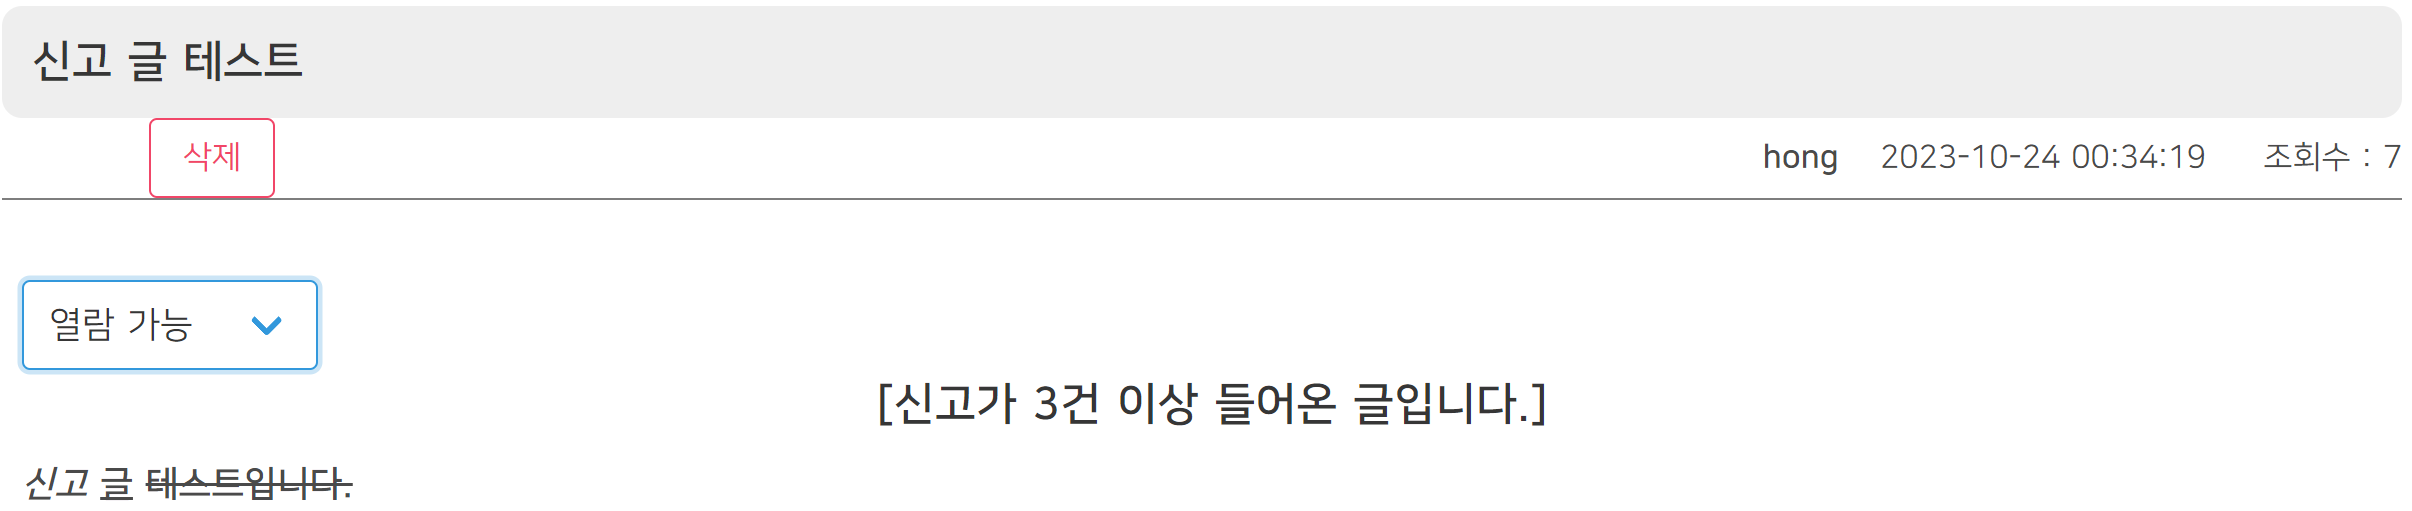 신고 글 테스트
삭제 hong 2023-10-24 00:34:19 조회수 : 7
열람 가능
[신고가 3건 이상 들어온 글입니다.]
신고 글 테스트입니다.